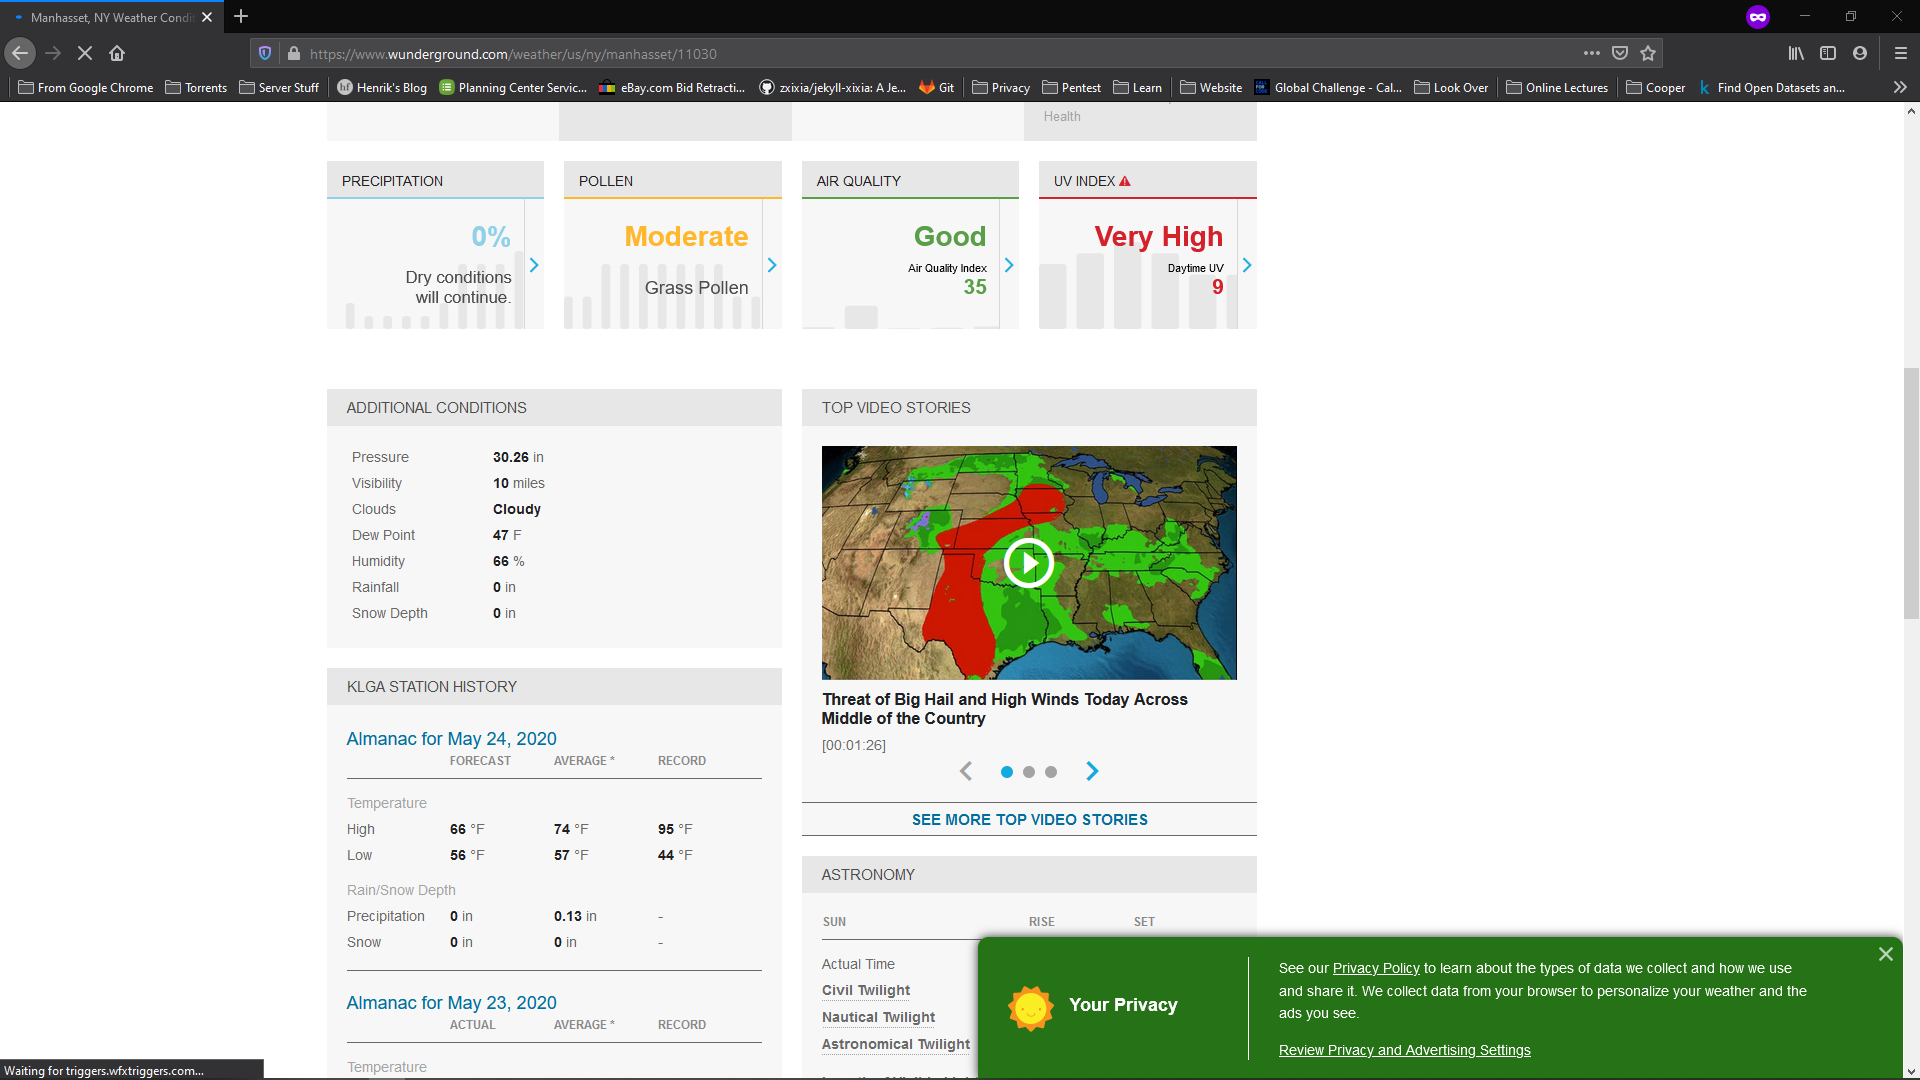 Manhasset, NY Weather Condit
https://www.wunderground.com/weather/us/ny/manhasset/11030
From Google Chrome Torrents Server Stuff Henrik's Blog Planning Center Servic... eBay.com Bid Retracti... zxixia/jekyll-xixia: A Je... Git Privacy Pentest Learn Website Global Challenge - Cal... Look Over Online Lectures Cooper Find Open Datasets an...
Health
PRECIPITATION
0%
Dry conditions
will continue.
POLLEN
Moderate
Grass Pollen
AIR QUALITY
Good
Air Quality Index
35
UV INDEX
Very High
Daytime UV
9
ADDITIONAL CONDITIONS
Pressure 30.26 in
Visibility 10 miles
Clouds Cloudy
Dew Point 47 F
Humidity 66 %
Rainfall 0 in
Snow Depth 0 in
KLGA STATION HISTORY
Almanac for May 24, 2020
FORECAST AVERAGE * RECORD
Temperature
High 66 °F 74 °F 95 °F
Low 56 °F 57 °F 44 °F
Rain/Snow Depth
Precipitation 0 in 0.13 in -
Snow 0 in 0 in -
Almanac for May 23, 2020
ACTUAL AVERAGE * RECORD
Temperature
TOP VIDEO STORIES
Threat of Big Hail and High Winds Today Across
Middle of the Country
[00:01:26]
SEE MORE TOP VIDEO STORIES
ASTRONOMY
SUN RISE SET
Actual Time
Civil Twilight
Nautical Twilight
Astronomical Twilight
Your Privacy
See our Privacy Policy to learn about the types of data we collect and how we use
and share it. We collect data from your browser to personalize your weather and the
ads you see.
Review Privacy and Advertising Settings
Waiting for triggers.wfxtriggers.com...